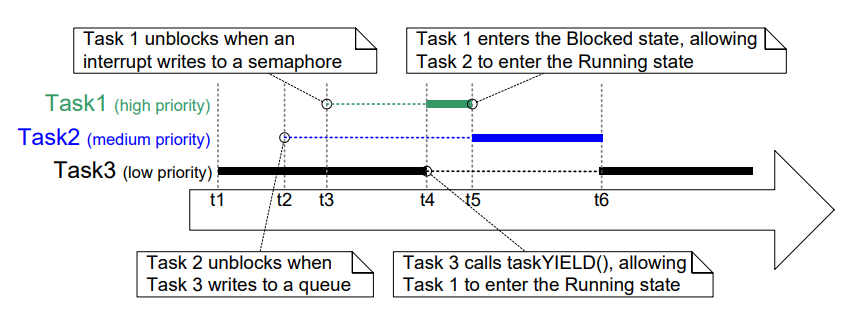 Task 1 unblocks when an
interrupt writes to a semaphore
Task 1 enters the Blocked state, allowing
Task 2 to enter the Running state
Task1 (high priority)
Task2 (medium priority)
Task3 (low priority)
t1 t2 t3 t4 t5 t6
Task 2 unblocks when
Task 3 writes to a queue
Task 3 calls taskYIELD(), allowing
Task 1 to enter the Running state